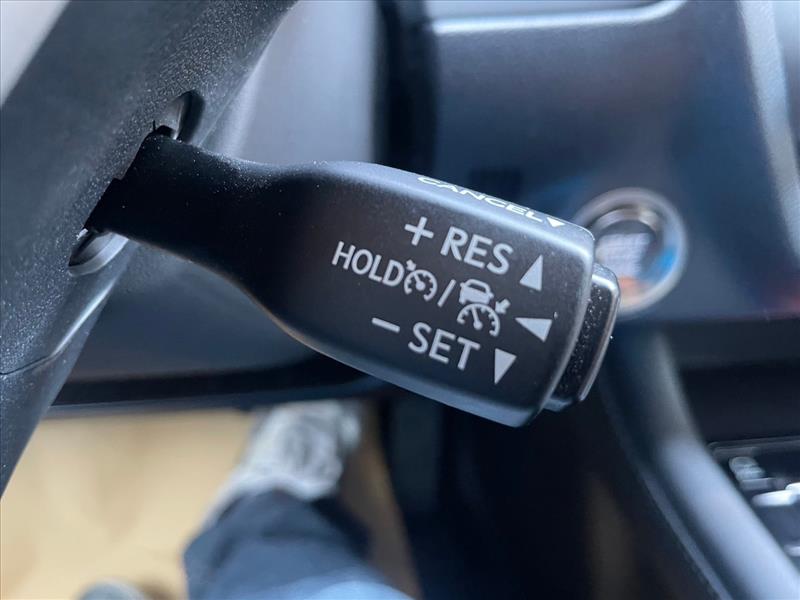 CANCEL▼
+ RES ▲
HOLD / ◀
− SET ▼